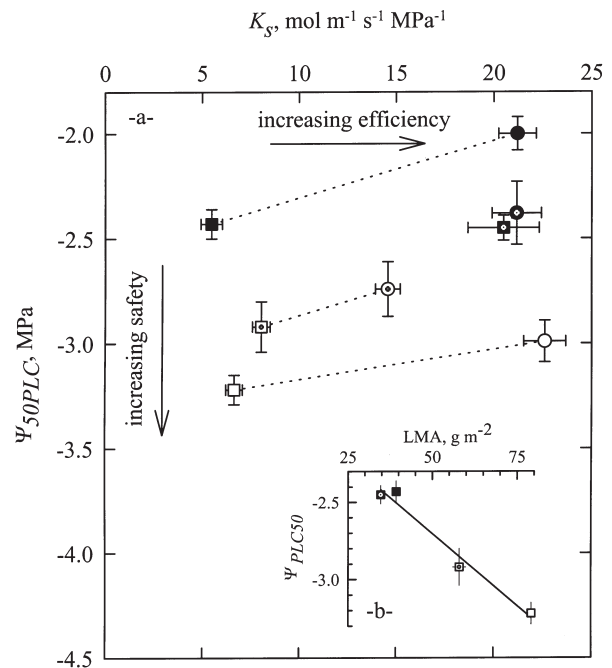 K_s, mol m⁻¹ s⁻¹ MPa⁻¹
0 5 10 15 20 25
-a-
increasing efficiency
-2.0
-2.5
-3.0
-3.5
-4.0
-4.5
Ψ_50PLC, MPa
increasing safety
LMA, g m⁻²
25 50 75
-2.5
-3.0
Ψ_PLC50
-b-